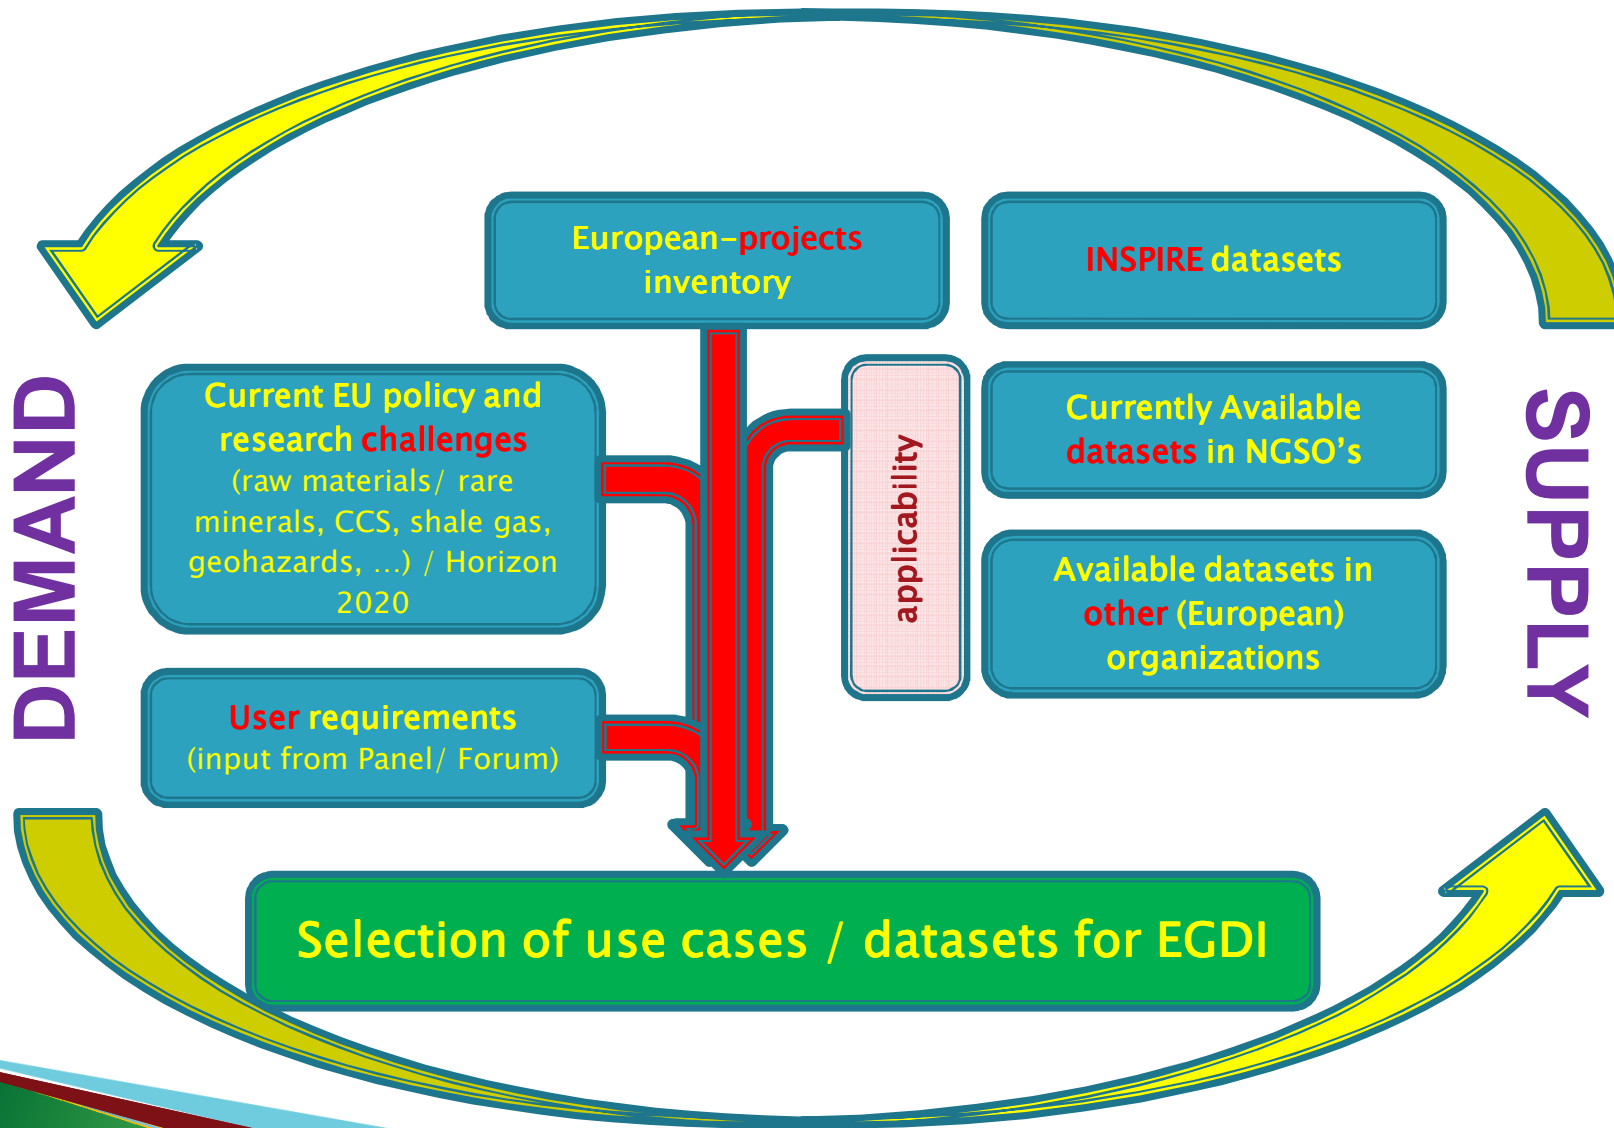 European-projects
inventory
INSPIRE datasets
DEMAND
Current EU policy and
research challenges
(raw materials/ rare
minerals, CCS, shale gas,
geohazards, ...) / Horizon
2020
User requirements
(input from Panel/ Forum)
applicability
Currently Available
datasets in NGSO's
Available datasets in
other (European)
organizations
SUPPLY
Selection of use cases / datasets for EGDI